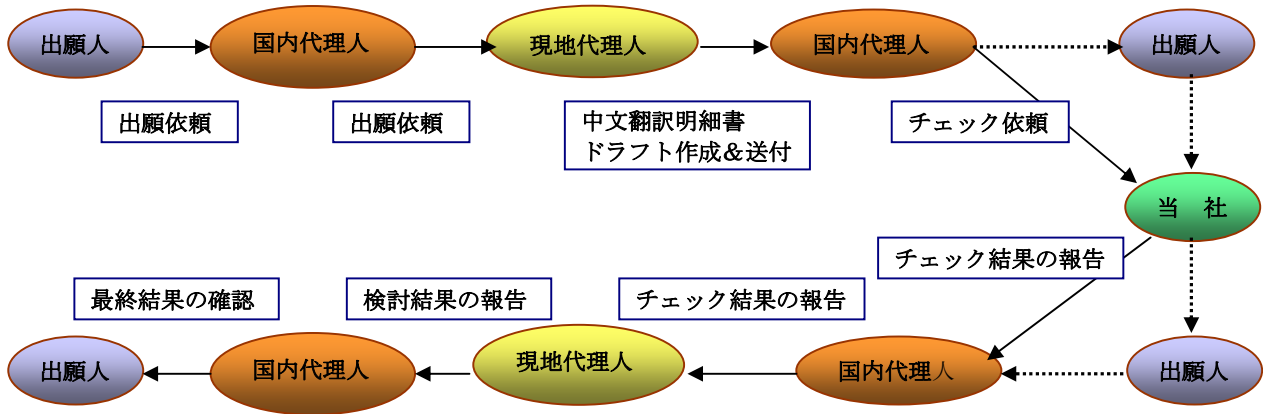 出願人
国内代理人
現地代理人
国内代理人
出願人
出願依頼
出願依頼
中文翻訳明細書
ドラフト作成＆送付
チェック依頼
当　社
チェック結果の報告
最終結果の確認
検討結果の報告
チェック結果の報告
出願人
国内代理人
現地代理人
国内代理人
出願人